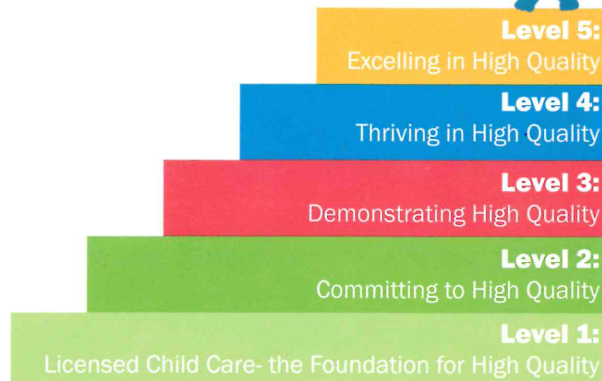 Level 5:
Excelling in High Quality
Level 4:
Thriving in High Quality
Level 3:
Demonstrating High Quality
Level 2:
Committing to High Quality
Level 1:
Licensed Child Care- the Foundation for High Quality